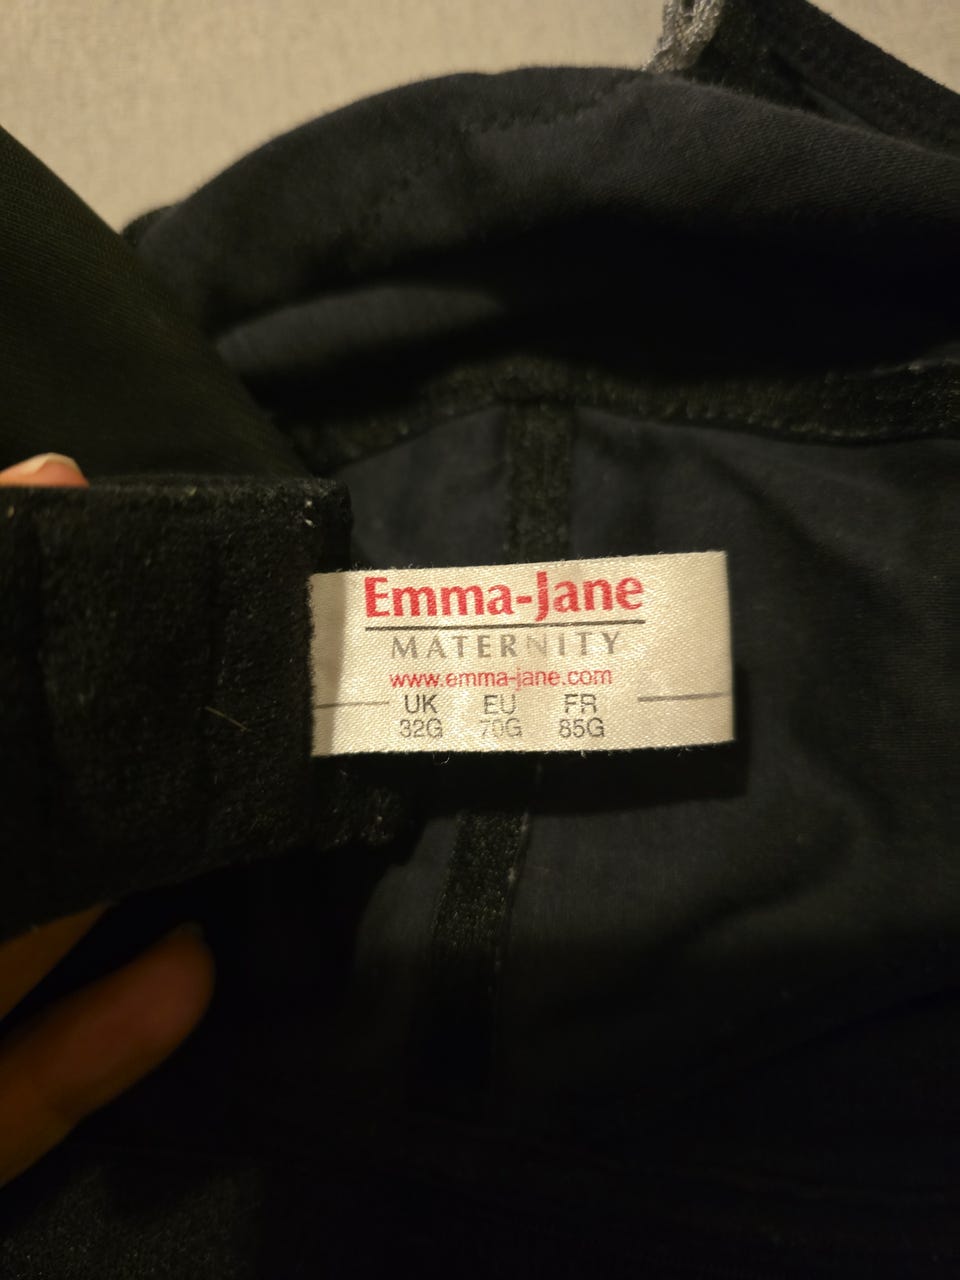 Emma-Jane
MATERNITY
www.emma-jane.com
UK EU FR
32G 70G 85G